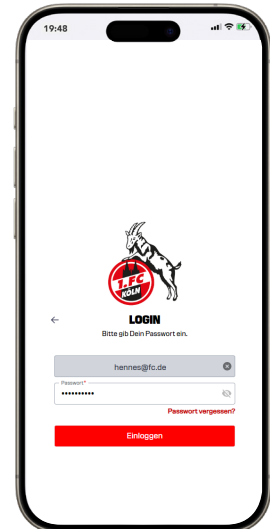 19:48
1.FC
KÖLN
LOGIN
Bitte gib Dein Passwort ein.
hennes@fc.de
Passwort*
••••••••••
Passwort vergessen?
Einloggen